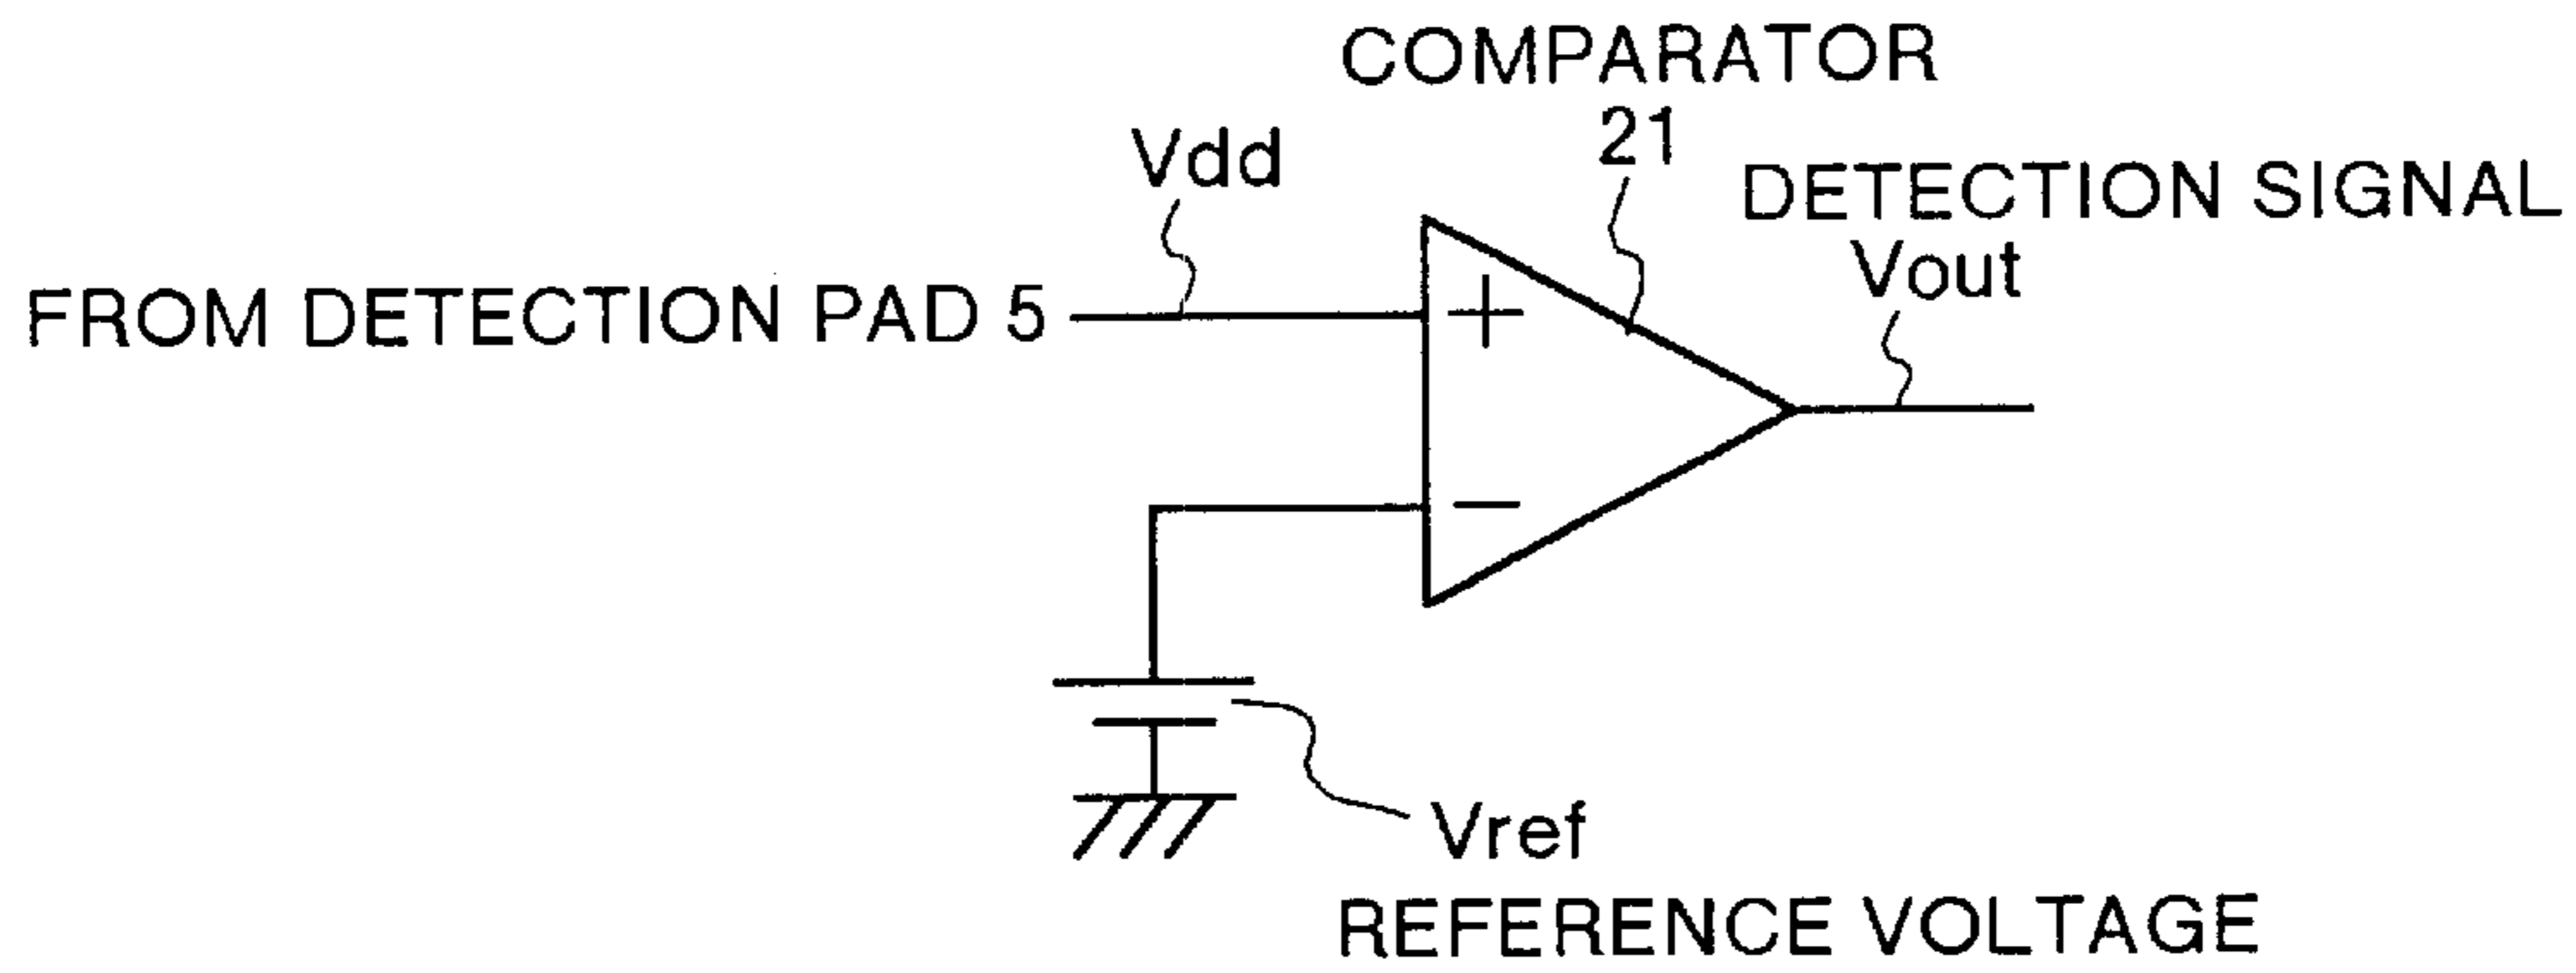 COMPARATOR
21
Vdd
DETECTION SIGNAL
Vout
FROM DETECTION PAD 5
+
−
Vref
REFERENCE VOLTAGE